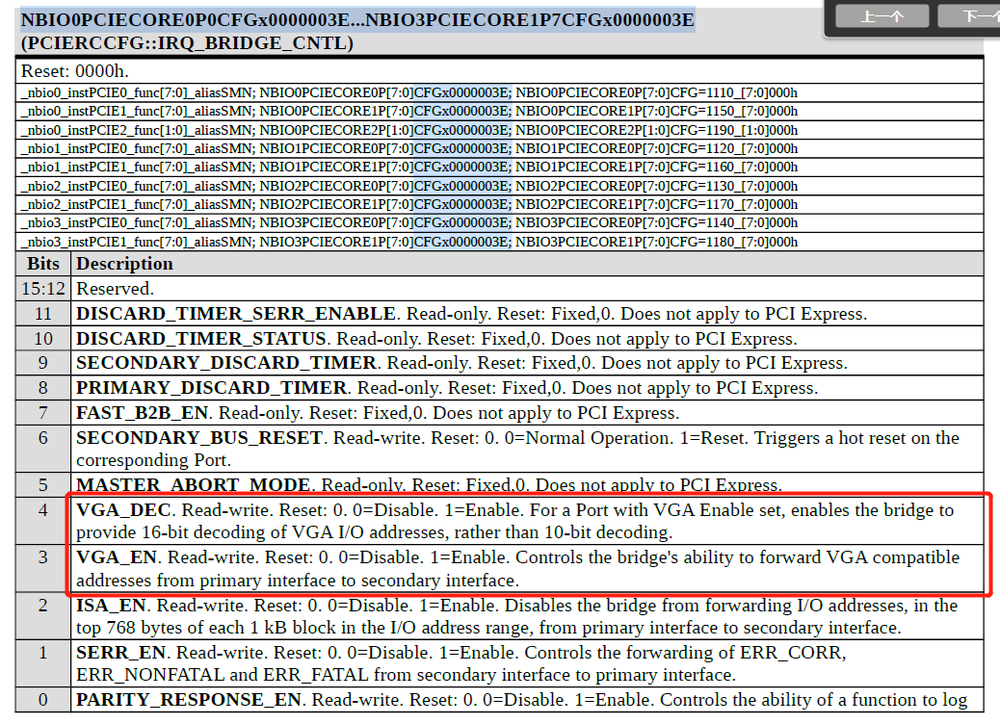 NBIO0PCIECORE0P0CFGx0000003E...NBIO3PCIECORE1P7CFGx0000003E
(PCIERCCFG::IRQ_BRIDGE_CNTL)
上一个
下一个
Reset: 0000h.
_nbio0_instPCIE0_func[7:0]_aliasSMN; NBIO0PCIECORE0P[7:0]CFGx0000003E; NBIO0PCIECORE0P[7:0]CFG=1110_[7:0]000h
_nbio0_instPCIE1_func[7:0]_aliasSMN; NBIO0PCIECORE1P[7:0]CFGx0000003E; NBIO0PCIECORE1P[7:0]CFG=1150_[7:0]000h
_nbio0_instPCIE2_func[1:0]_aliasSMN; NBIO0PCIECORE2P[1:0]CFGx0000003E; NBIO0PCIECORE2P[1:0]CFG=1190_[1:0]000h
_nbio1_instPCIE0_func[7:0]_aliasSMN; NBIO1PCIECORE0P[7:0]CFGx0000003E; NBIO1PCIECORE0P[7:0]CFG=1120_[7:0]000h
_nbio1_instPCIE1_func[7:0]_aliasSMN; NBIO1PCIECORE1P[7:0]CFGx0000003E; NBIO1PCIECORE1P[7:0]CFG=1160_[7:0]000h
_nbio2_instPCIE0_func[7:0]_aliasSMN; NBIO2PCIECORE0P[7:0]CFGx0000003E; NBIO2PCIECORE0P[7:0]CFG=1130_[7:0]000h
_nbio2_instPCIE1_func[7:0]_aliasSMN; NBIO2PCIECORE1P[7:0]CFGx0000003E; NBIO2PCIECORE1P[7:0]CFG=1170_[7:0]000h
_nbio3_instPCIE0_func[7:0]_aliasSMN; NBIO3PCIECORE0P[7:0]CFGx0000003E; NBIO3PCIECORE0P[7:0]CFG=1140_[7:0]000h
_nbio3_instPCIE1_func[7:0]_aliasSMN; NBIO3PCIECORE1P[7:0]CFGx0000003E; NBIO3PCIECORE1P[7:0]CFG=1180_[7:0]000h
Bits Description
15:12 Reserved.
11 DISCARD_TIMER_SERR_ENABLE. Read-only. Reset: Fixed,0. Does not apply to PCI Express.
10 DISCARD_TIMER_STATUS. Read-only. Reset: Fixed,0. Does not apply to PCI Express.
9 SECONDARY_DISCARD_TIMER. Read-only. Reset: Fixed,0. Does not apply to PCI Express.
8 PRIMARY_DISCARD_TIMER. Read-only. Reset: Fixed,0. Does not apply to PCI Express.
7 FAST_B2B_EN. Read-only. Reset: Fixed,0. Does not apply to PCI Express.
6 SECONDARY_BUS_RESET. Read-write. Reset: 0. 0=Normal Operation. 1=Reset. Triggers a hot reset on the
corresponding Port.
5 MASTER_ABORT_MODE. Read-only. Reset: Fixed,0. Does not apply to PCI Express.
4 VGA_DEC. Read-write. Reset: 0. 0=Disable. 1=Enable. For a Port with VGA Enable set, enables the bridge to
provide 16-bit decoding of VGA I/O addresses, rather than 10-bit decoding.
3 VGA_EN. Read-write. Reset: 0. 0=Disable. 1=Enable. Controls the bridge's ability to forward VGA compatible
addresses from primary interface to secondary interface.
2 ISA_EN. Read-write. Reset: 0. 0=Disable. 1=Enable. Disables the bridge from forwarding I/O addresses, in the
top 768 bytes of each 1 kB block in the I/O address range, from primary interface to secondary interface.
1 SERR_EN. Read-write. Reset: 0. 0=Disable. 1=Enable. Controls the forwarding of ERR_CORR,
ERR_NONFATAL and ERR_FATAL from secondary interface to primary interface.
0 PARITY_RESPONSE_EN. Read-write. Reset: 0. 0=Disable. 1=Enable. Controls the ability of a function to log